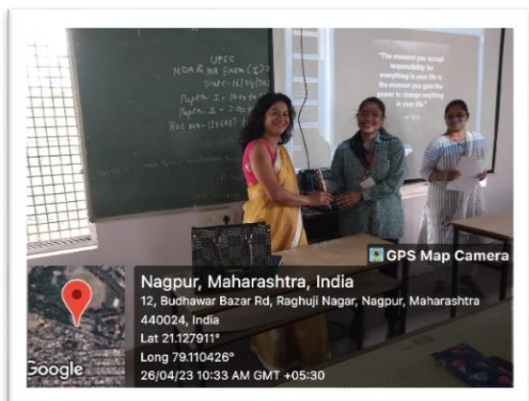 UPSC
NDA & NA Exam (I)
Date - 16/04/
Paper - I -
Paper - II -
"The moment you accept
responsibility for
everything in your life is
the moment you gain the
power to change anything
in your life"
GPS Map Camera
Nagpur, Maharashtra, India
12, Budhawar Bazar Rd, Raghuji Nagar, Nagpur, Maharashtra
440024, India
Lat 21.127911°
Long 79.110426°
26/04/23 10:33 AM GMT +05:30
Google